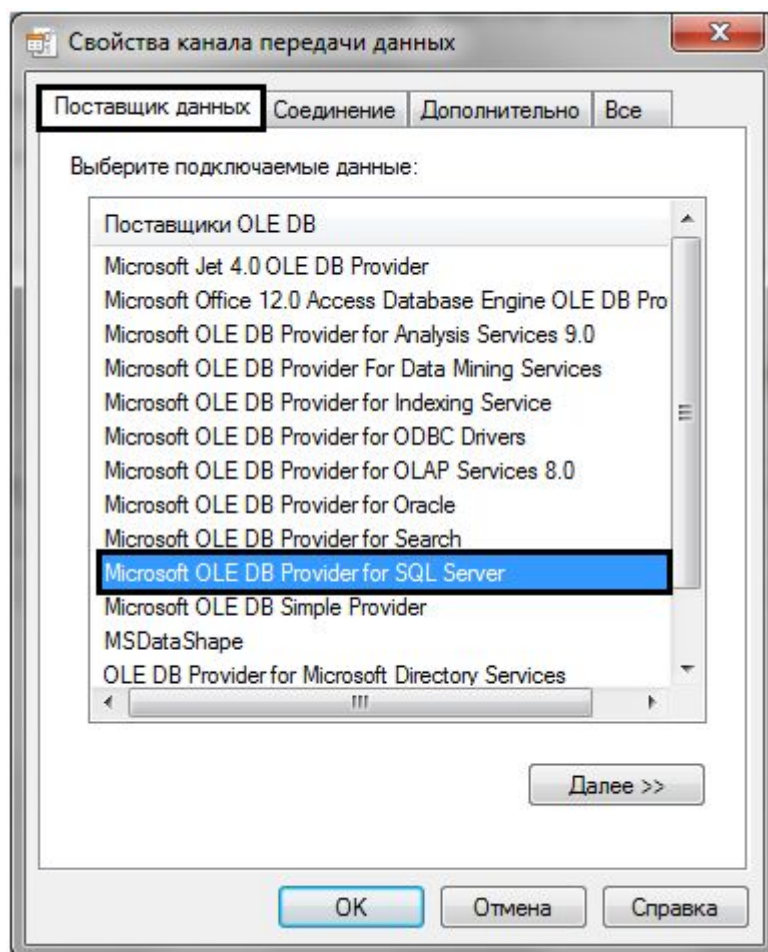 Свойства канала передачи данных
Поставщик данных Соединение Дополнительно Все
Выберите подключаемые данные:
Поставщики OLE DB
Microsoft Jet 4.0 OLE DB Provider
Microsoft Office 12.0 Access Database Engine OLE DB Pro
Microsoft OLE DB Provider for Analysis Services 9.0
Microsoft OLE DB Provider For Data Mining Services
Microsoft OLE DB Provider for Indexing Service
Microsoft OLE DB Provider for ODBC Drivers
Microsoft OLE DB Provider for OLAP Services 8.0
Microsoft OLE DB Provider for Oracle
Microsoft OLE DB Provider for Search
Microsoft OLE DB Provider for SQL Server
Microsoft OLE DB Simple Provider
MSDataShape
OLE DB Provider for Microsoft Directory Services
Далее >>
OK Отмена Справка